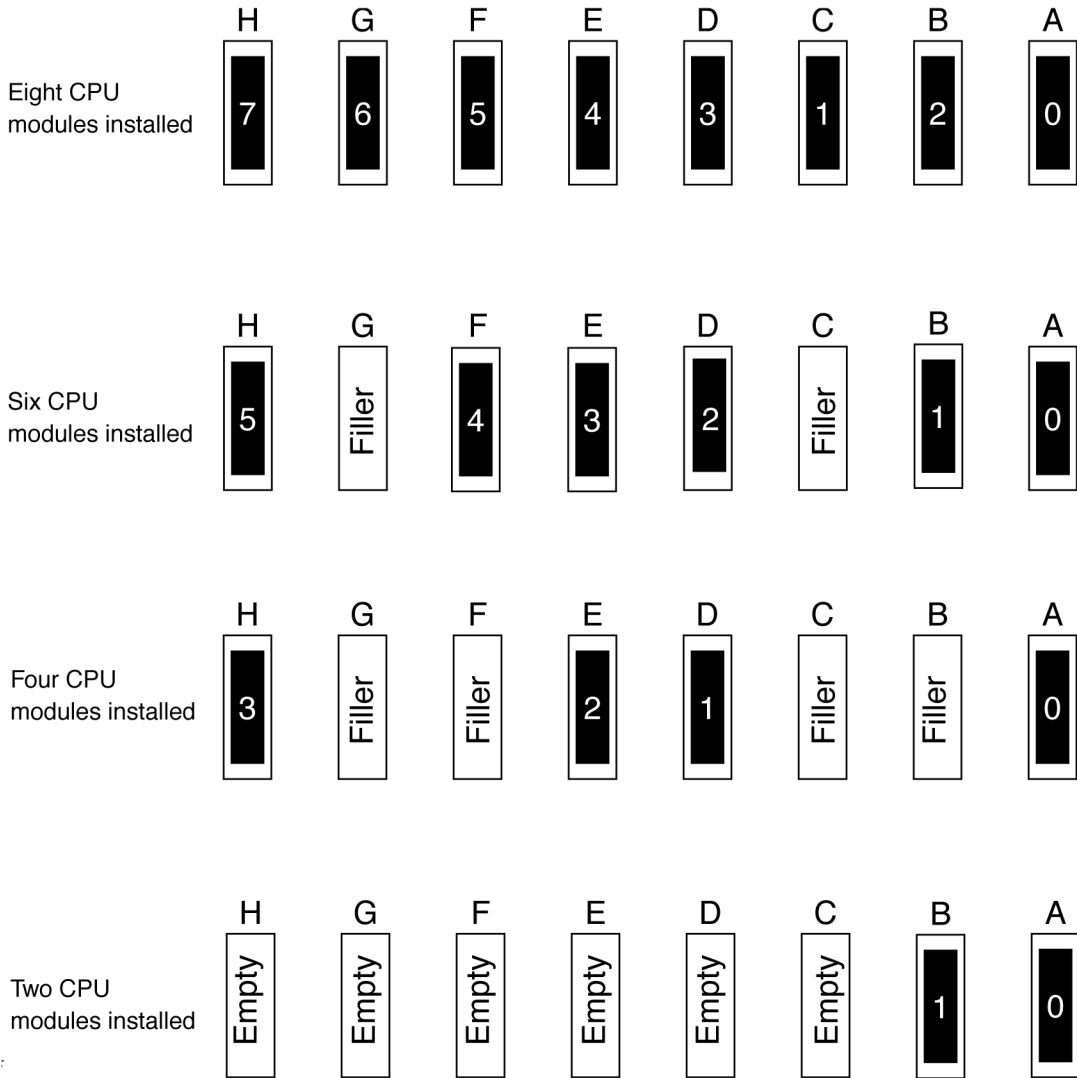 H G F E D C B A
Eight CPU
modules installed
7 6 5 4 3 1 2 0
H G F E D C B A
Six CPU
modules installed
5 Filler 4 3 2 Filler 1 0
H G F E D C B A
Four CPU
modules installed
3 Filler Filler 2 1 Filler Filler 0
H G F E D C B A
Two CPU
modules installed
Empty Empty Empty Empty Empty Empty 1 0